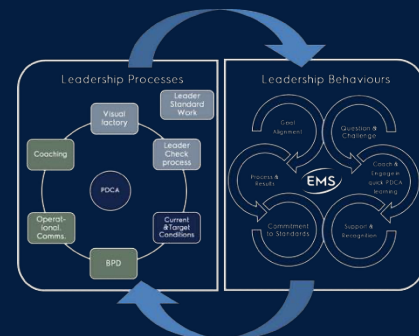 Leadership Processes
Leader
Standard
Work
Visual
factory
Leader
Check
process
Coaching
PDCA
Operat-
ional.
Comms.
Current
&Target
Conditions
BPD
Leadership Behaviours
Goal
Alignment
Question &
Challenge
Process
& Results
EMS
Coach &
Engage in
quick PDCA
learning
Commitment
to Standards
Support &
Recognition